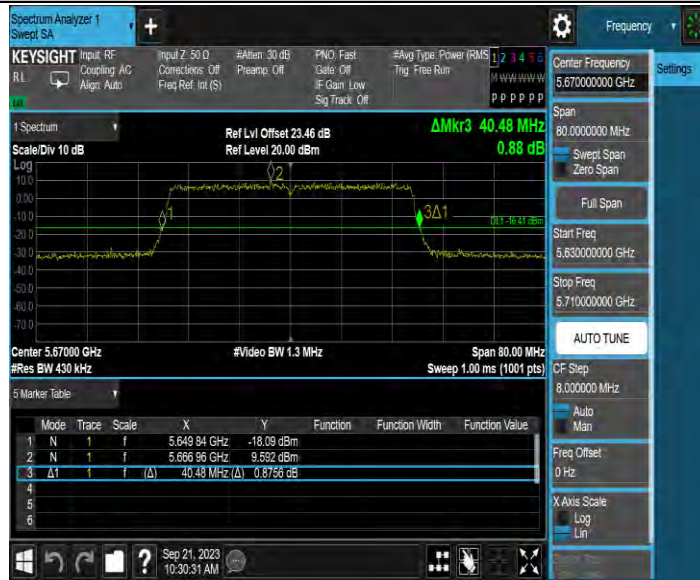 Spectrum Analyzer 1
Swept SA
+
Frequency
KEYSIGHT Input: RF Input Z: 50 Ω #Atten: 30 dB PNO: Fast #Avg Type: Power (RMS 1 2 3 4 5 6
RL Coupling: AC Corrections: Off Preamp: Off Gate: Off Trig: Free Run M W W W W W
Align: Auto Freq Ref: Int (S) IF Gain: Low
Sig Track: Off P P P P P P
Center Frequency
5.670000000 GHz
Settings
Span
80.0000000 MHz
Swept Span
Zero Span
Full Span
Start Freq
5.630000000 GHz
Stop Freq
5.710000000 GHz
AUTO TUNE
CF Step
8.000000 MHz
Auto
Man
Freq Offset
0 Hz
X Axis Scale
Log
Lin
1 Spectrum
Scale/Div 10 dB
Ref Lvl Offset 23.46 dB
Ref Level 20.00 dBm
ΔMkr3 40.48 MHz
0.88 dB
Log
10.0
0.00
-10.0
-20.0
-30.0
-40.0
-50.0
-60.0
-70.0
1
2
3Δ1
DL1 -16.41 dBm
Center 5.67000 GHz #Video BW 1.3 MHz Span 80.00 MHz
#Res BW 430 kHz Sweep 1.00 ms (1001 pts)
5 Marker Table
Mode Trace Scale X Y Function Function Width Function Value
1 N 1 f 5.649 84 GHz -18.09 dBm
2 N 1 f 5.666 96 GHz 9.592 dBm
3 Δ1 1 f (Δ) 40.48 MHz (Δ) 0.8756 dB
4
5
6
?
Sep 21, 2023
10:30:31 AM